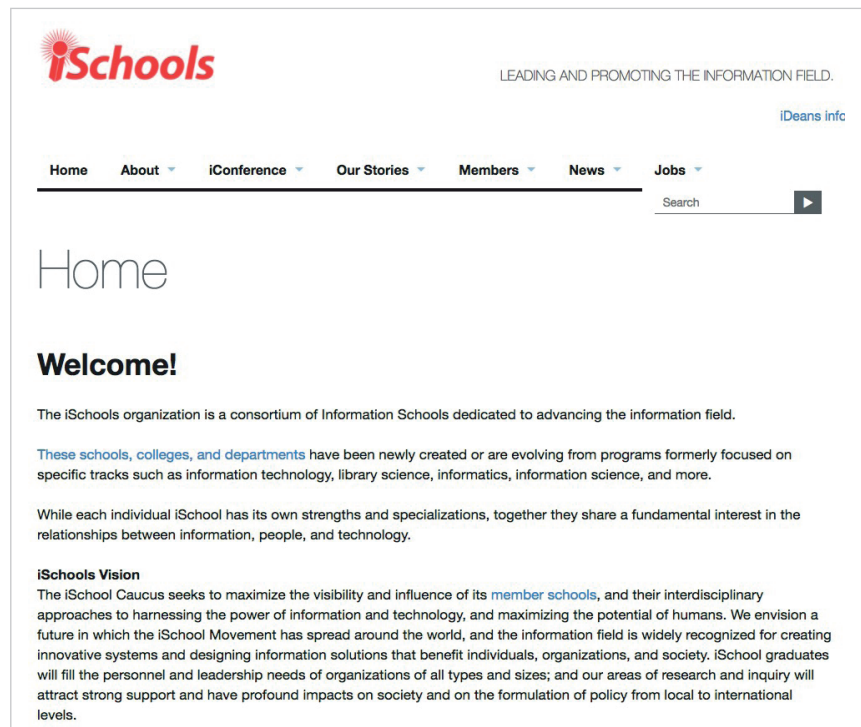 iSchools
LEADING AND PROMOTING THE INFORMATION FIELD.
iDeans info
Home About iConference Our Stories Members News Jobs
Search
Home
Welcome!
The iSchools organization is a consortium of Information Schools dedicated to advancing the information field.
These schools, colleges, and departments have been newly created or are evolving from programs formerly focused on
specific tracks such as information technology, library science, informatics, information science, and more.
While each individual iSchool has its own strengths and specializations, together they share a fundamental interest in the
relationships between information, people, and technology.
iSchools Vision
The iSchool Caucus seeks to maximize the visibility and influence of its member schools, and their interdisciplinary
approaches to harnessing the power of information and technology, and maximizing the potential of humans. We envision a
future in which the iSchool Movement has spread around the world, and the information field is widely recognized for creating
innovative systems and designing information solutions that benefit individuals, organizations, and society. iSchool graduates
will fill the personnel and leadership needs of organizations of all types and sizes; and our areas of research and inquiry will
attract strong support and have profound impacts on society and on the formulation of policy from local to international
levels.